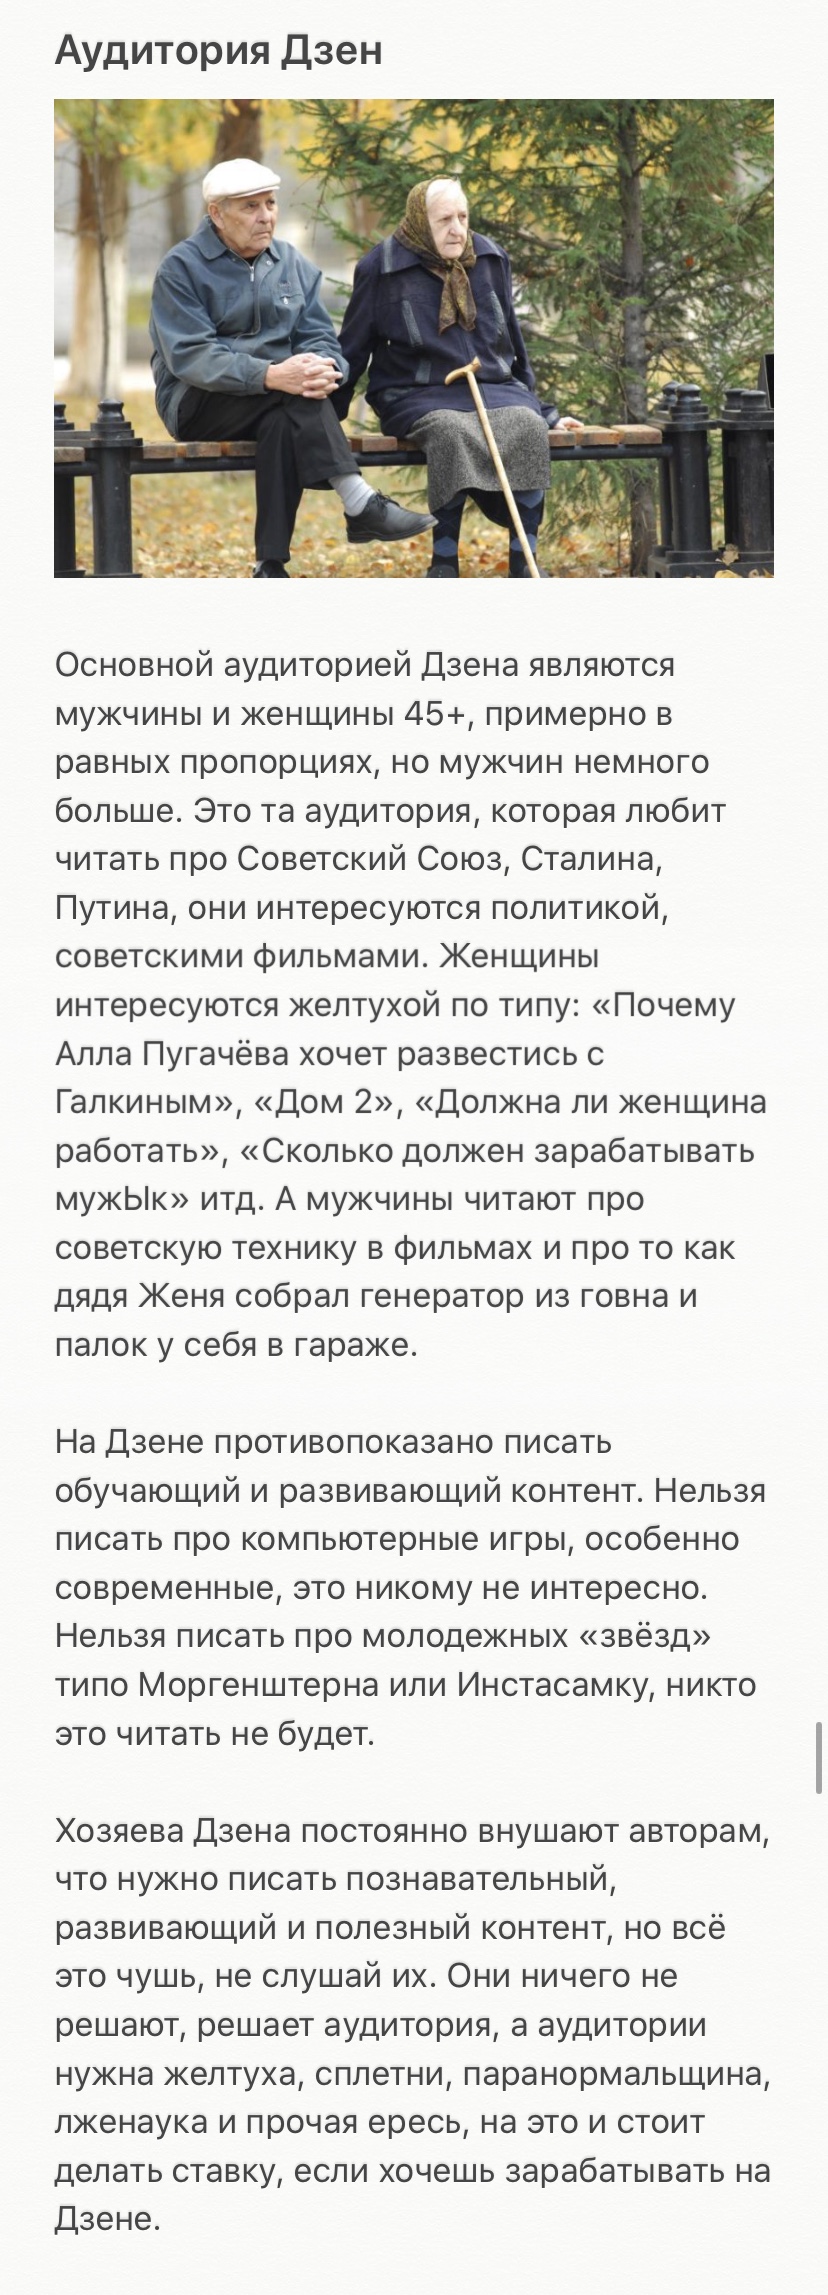 Аудитория Дзен
Основной аудиторией Дзена являются
мужчины и женщины 45+, примерно в
равных пропорциях, но мужчин немного
больше. Это та аудитория, которая любит
читать про Советский Союз, Сталина,
Путина, они интересуются политикой,
советскими фильмами. Женщины
интересуются желтухой по типу: «Почему
Алла Пугачёва хочет развестись с
Галкиным», «Дом 2», «Должна ли женщина
работать», «Сколько должен зарабатывать
мужЫк» итд. А мужчины читают про
советскую технику в фильмах и про то как
дядя Женя собрал генератор из говна и
палок у себя в гараже.
На Дзене противопоказано писать
обучающий и развивающий контент. Нельзя
писать про компьютерные игры, особенно
современные, это никому не интересно.
Нельзя писать про молодежных «звёзд»
типо Моргенштерна или Инстасамку, никто
это читать не будет.
Хозяева Дзена постоянно внушают авторам,
что нужно писать познавательный,
развивающий и полезный контент, но всё
это чушь, не слушай их. Они ничего не
решают, решает аудитория, а аудитории
нужна желтуха, сплетни, паранормальщина,
лженаука и прочая ересь, на это и стоит
делать ставку, если хочешь зарабатывать на
Дзене.